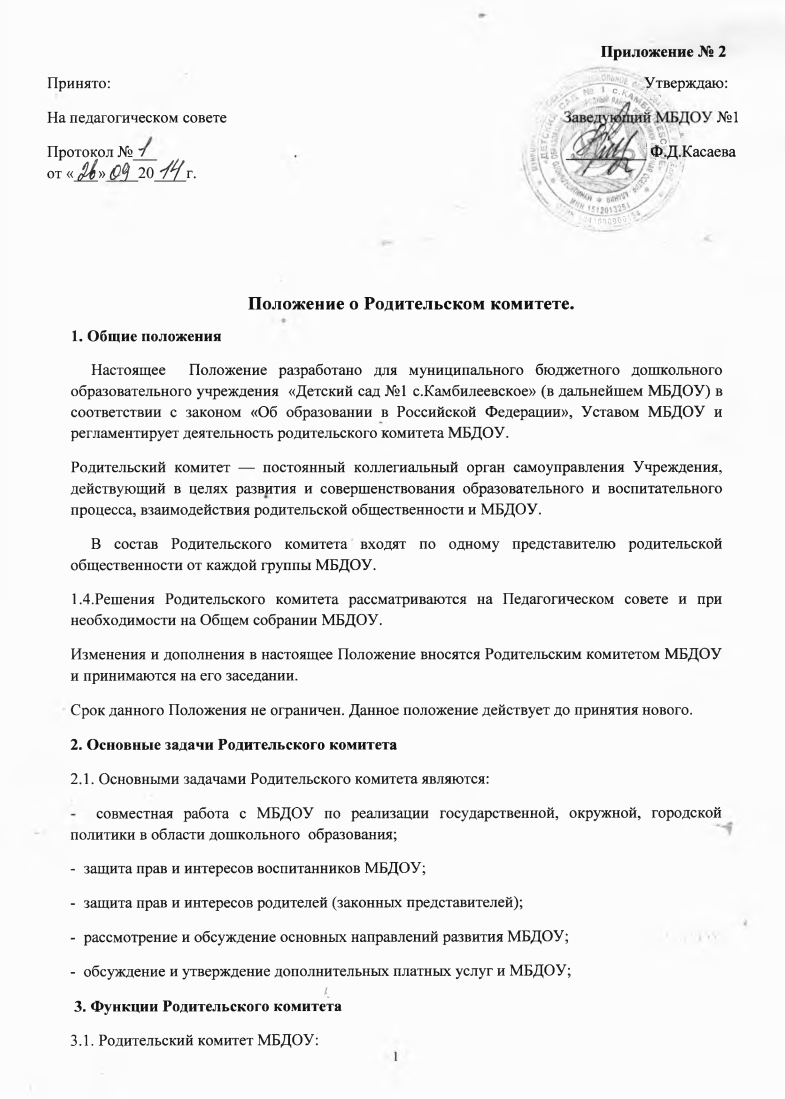 Приложение № 2
Принято: Утверждаю:
На педагогическом совете Заведующий МБДОУ №1
Протокол № 1 Ф.Д.Касаева
от «26» 09 2014 г.
Положение о Родительском комитете.
1. Общие положения
Настоящее Положение разработано для муниципального бюджетного дошкольного
образовательного учреждения «Детский сад №1 с.Камбилеевское» (в дальнейшем МБДОУ) в
соответствии с законом «Об образовании в Российской Федерации», Уставом МБДОУ и
регламентирует деятельность родительского комитета МБДОУ.
Родительский комитет — постоянный коллегиальный орган самоуправления Учреждения,
действующий в целях развития и совершенствования образовательного и воспитательного
процесса, взаимодействия родительской общественности и МБДОУ.
В состав Родительского комитета входят по одному представителю родительской
общественности от каждой группы МБДОУ.
1.4.Решения Родительского комитета рассматриваются на Педагогическом совете и при
необходимости на Общем собрании МБДОУ.
Изменения и дополнения в настоящее Положение вносятся Родительским комитетом МБДОУ
и принимаются на его заседании.
Срок данного Положения не ограничен. Данное положение действует до принятия нового.
2. Основные задачи Родительского комитета
2.1. Основными задачами Родительского комитета являются:
- совместная работа с МБДОУ по реализации государственной, окружной, городской
политики в области дошкольного образования;
- защита прав и интересов воспитанников МБДОУ;
- защита прав и интересов родителей (законных представителей);
- рассмотрение и обсуждение основных направлений развития МБДОУ;
- обсуждение и утверждение дополнительных платных услуг и МБДОУ;
3. Функции Родительского комитета
3.1. Родительский комитет МБДОУ:
1